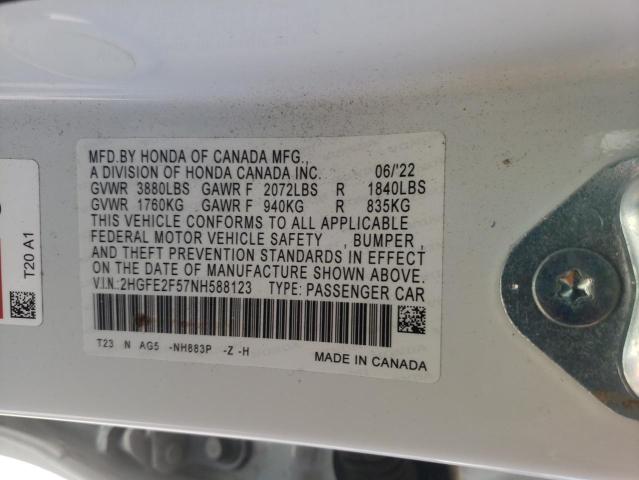 MFD.BY HONDA OF CANADA MFG.,
A DIVISION OF HONDA CANADA INC. 06/'22
GVWR 3880LBS GAWR F 2072LBS R 1840LBS
GVWR 1760KG GAWR F 940KG R 835KG
THIS VEHICLE CONFORMS TO ALL APPLICABLE
FEDERAL MOTOR VEHICLE SAFETY , BUMPER ,
AND THEFT PREVENTION STANDARDS IN EFFECT
ON THE DATE OF MANUFACTURE SHOWN ABOVE.
V.I.N.:2HGFE2F57NH588123 TYPE: PASSENGER CAR
T23 N AG5 -NH883P -Z -H
MADE IN CANADA
T20 A1